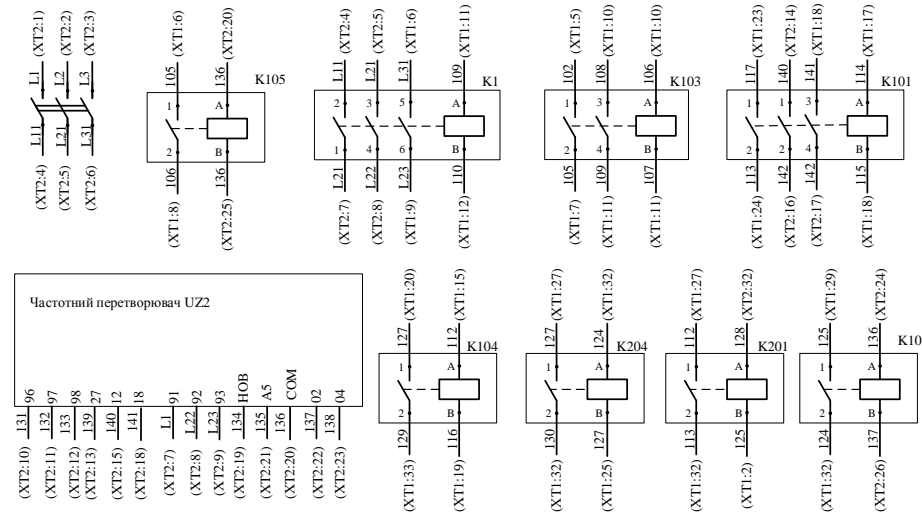 (XT2:1) (XT2:2) (XT2:3)
L1 L2 L3
L11 L21 L31
(XT2:4) (XT2:5) (XT2:6)
(XT1:6) (XT2:20)
105 136
K105
1 A
2 B
106 136
(XT1:8) (XT2:25)
(XT2:4) (XT2:5) (XT1:6) (XT1:11)
L11 L21 L31 109
K1
2 3 5 A
1 4 6 B
L21 L22 L23 110
(XT2:7) (XT2:8) (XT1:9) (XT1:12)
(XT1:5) (XT1:10) (XT1:10)
102 108 106
K103
1 3 A
2 4 B
105 109 107
(XT1:7) (XT1:11) (XT1:11)
(XT1:23) (XT2:14) (XT1:18) (XT1:17)
117 140 141 114
K101
1 1 3 A
2 2 4 B
113 142 142 115
(XT1:24) (XT2:16) (XT2:17) (XT1:18)
Частотний перетворювач UZ2
96 97 98 27 12 18 91 92 93 НОВ A5 COM 02 04
131 132 133 139 140 141 L1 L22 L23 134 135 136 137 138
(XT2:10) (XT2:11) (XT2:12) (XT2:13) (XT2:15) (XT2:18) (XT2:7) (XT2:8) (XT2:9) (XT2:19) (XT2:21) (XT2:20) (XT2:22) (XT2:23)
(XT1:20) (XT1:15)
127 112
K104
1 A
2 B
129 116
(XT1:33) (XT1:19)
(XT1:27) (XT1:32)
127 124
K204
1 A
2 B
130 127
(XT1:32) (XT1:25)
(XT1:27) (XT2:32)
112 128
K201
1 A
2 B
113 125
(XT1:32) (XT1:2)
(XT1:29) (XT2:24)
125 136
K10
1 A
2 B
124 137
(XT1:32) (XT2:26)